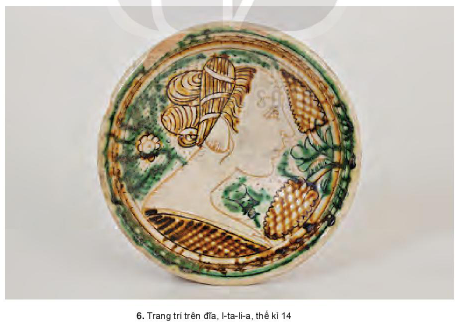 6. Trang trí trên đĩa, I-ta-li-a, thế kỉ 14